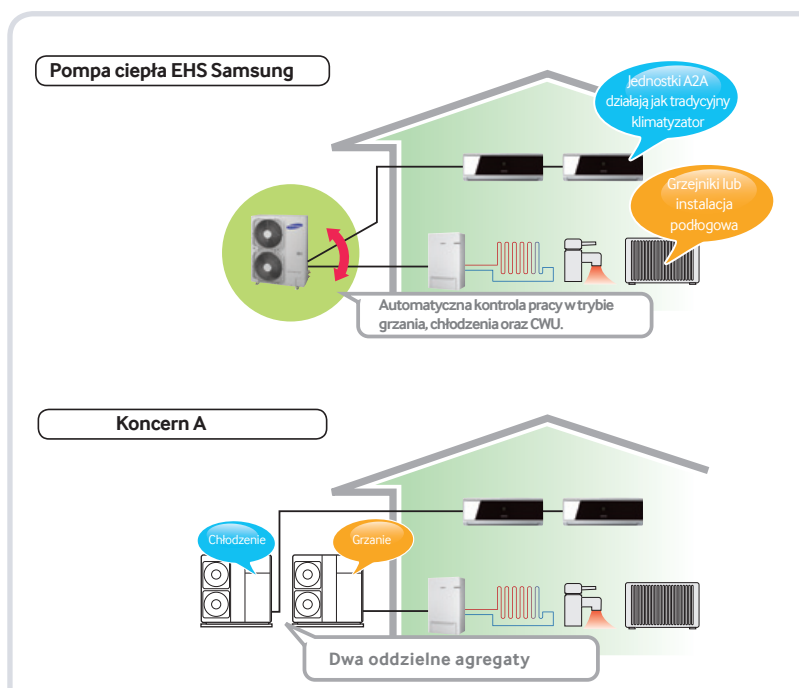 Pompa ciepła EHS Samsung
Jednostki A2A
działają jak tradycyjny
klimatyzator
Grzejniki lub
instalacja
podłogowa
Automatyczna kontrola pracy w trybie
grzania, chłodzenia oraz CWU.
Koncern A
Chłodzenie
Grzanie
Dwa oddzielne agregaty